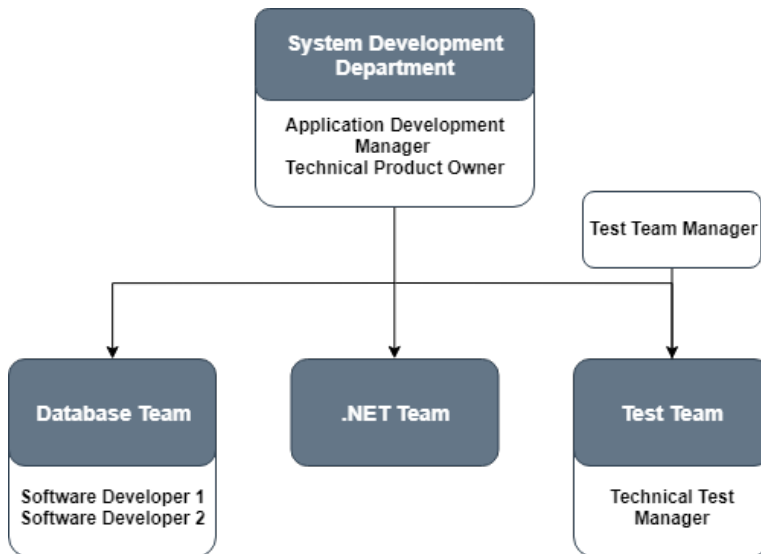 System Development
Department
Application Development
Manager
Technical Product Owner
Test Team Manager
Database Team
.NET Team
Test Team
Software Developer 1
Software Developer 2
Technical Test
Manager